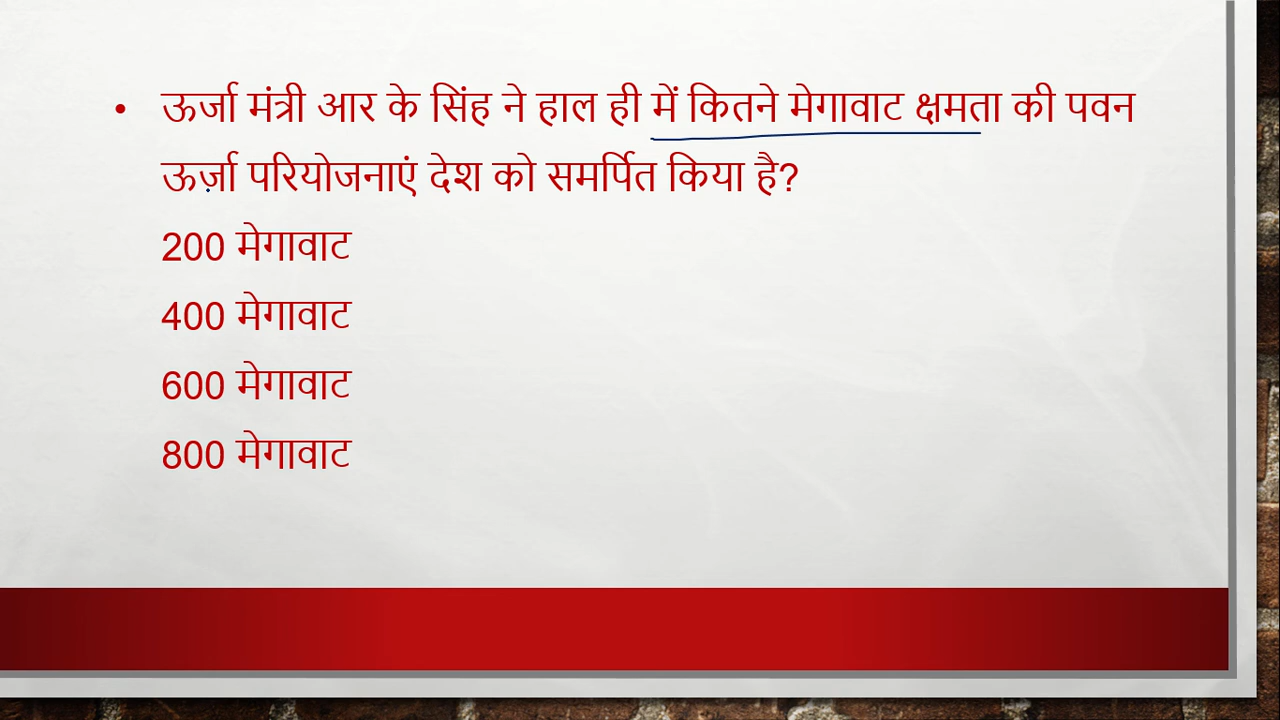 • ऊर्जा मंत्री आर के सिंह ने हाल ही में कितने मेगावाट क्षमता की पवन
ऊर्जा परियोजनाएं देश को समर्पित किया है?
200 मेगावाट
400 मेगावाट
600 मेगावाट
800 मेगावाट